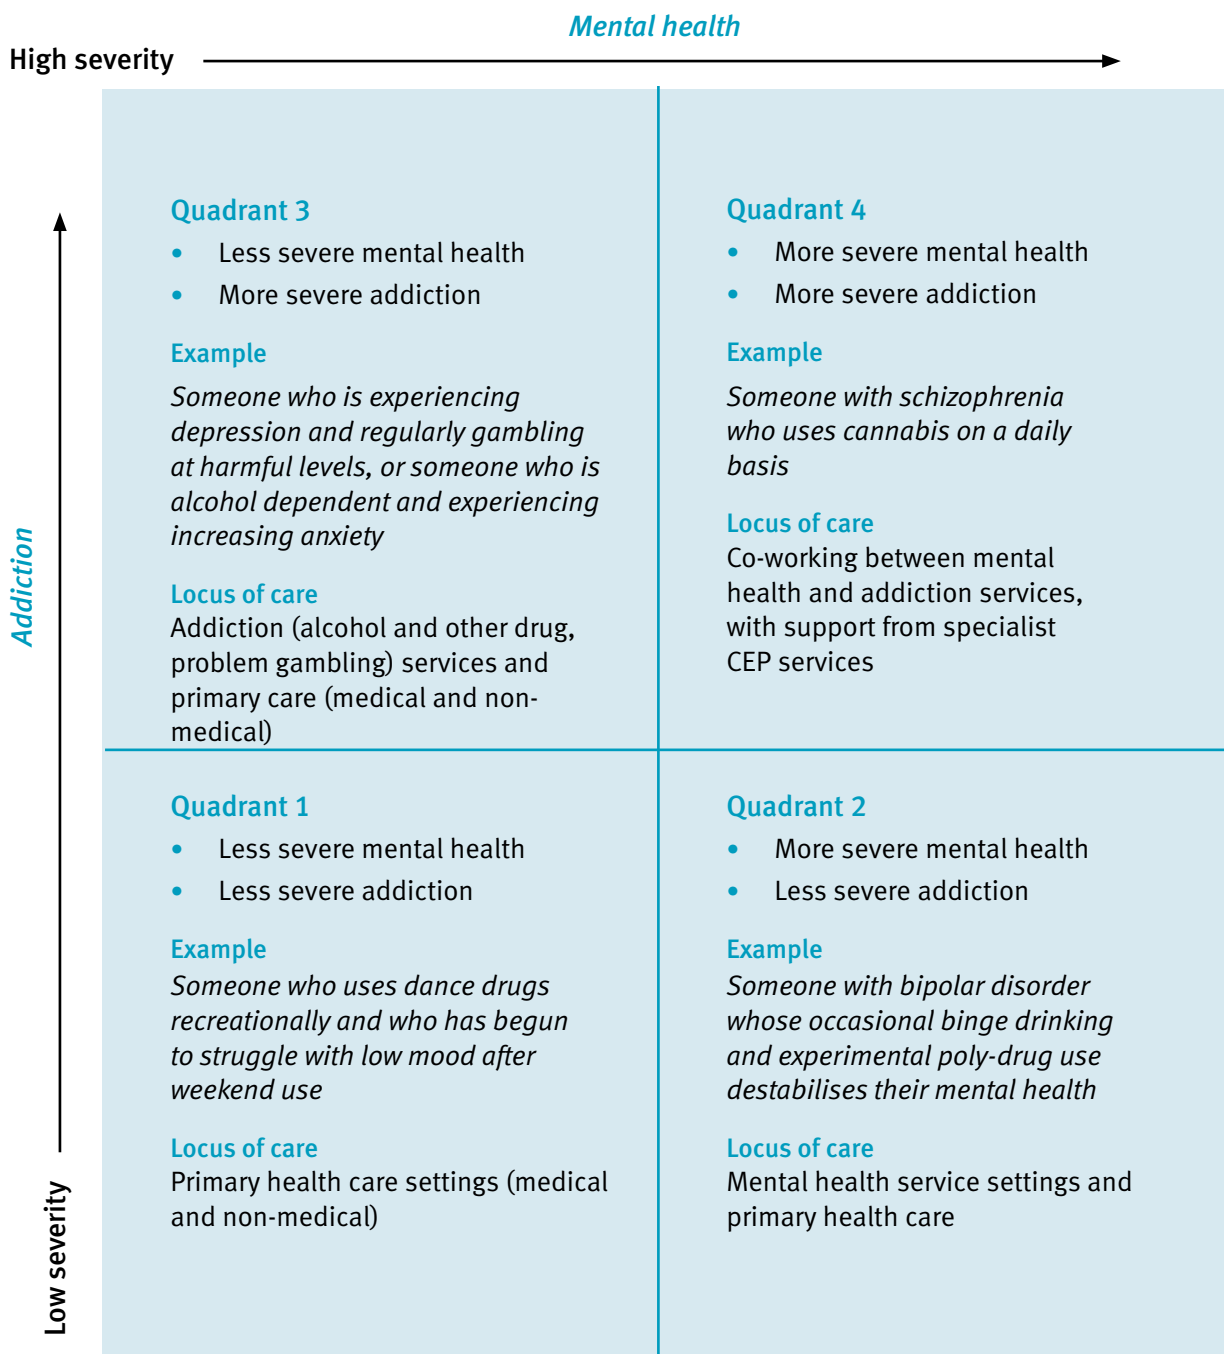 Mental health
High severity
Addiction
Low severity
Quadrant 3
• Less severe mental health
• More severe addiction
Example
Someone who is experiencing
depression and regularly gambling
at harmful levels, or someone who is
alcohol dependent and experiencing
increasing anxiety
Locus of care
Addiction (alcohol and other drug,
problem gambling) services and
primary care (medical and non-
medical)
Quadrant 4
• More severe mental health
• More severe addiction
Example
Someone with schizophrenia
who uses cannabis on a daily
basis
Locus of care
Co-working between mental
health and addiction services,
with support from specialist
CEP services
Quadrant 1
• Less severe mental health
• Less severe addiction
Example
Someone who uses dance drugs
recreationally and who has begun
to struggle with low mood after
weekend use
Locus of care
Primary health care settings (medical
and non-medical)
Quadrant 2
• More severe mental health
• Less severe addiction
Example
Someone with bipolar disorder
whose occasional binge drinking
and experimental poly-drug use
destabilises their mental health
Locus of care
Mental health service settings and
primary health care